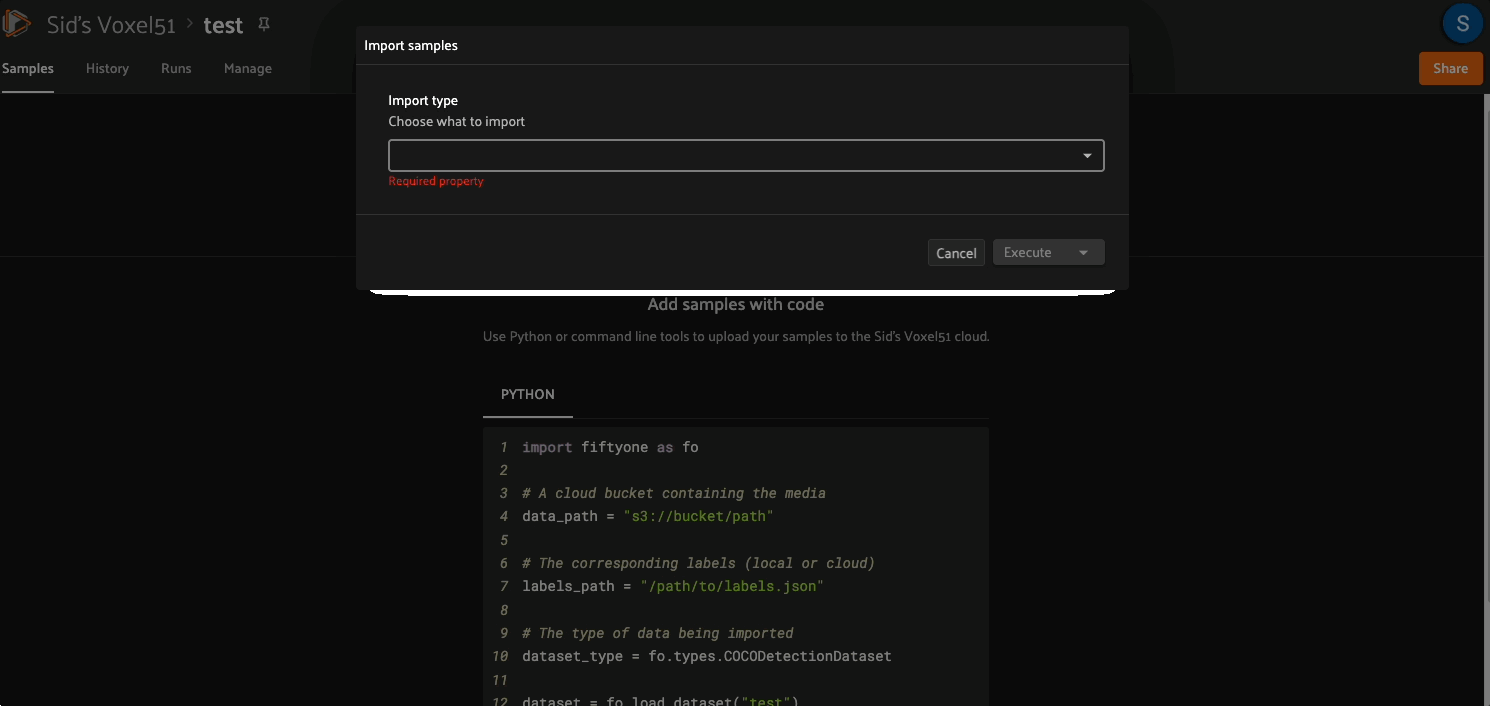 Sid's Voxel51 > test
S
Samples History Runs Manage
Share
Import samples
Import type
Choose what to import
Required property
Cancel
Execute
Add samples with code
Use Python or command line tools to upload your samples to the Sid's Voxel51 cloud.
PYTHON
1 import fiftyone as fo
2
3 # A cloud bucket containing the media
4 data_path = "s3://bucket/path"
5
6 # The corresponding labels (local or cloud)
7 labels_path = "/path/to/labels.json"
8
9 # The type of data being imported
10 dataset_type = fo.types.COCODetectionDataset
11
12 dataset = fo.load_dataset("test")